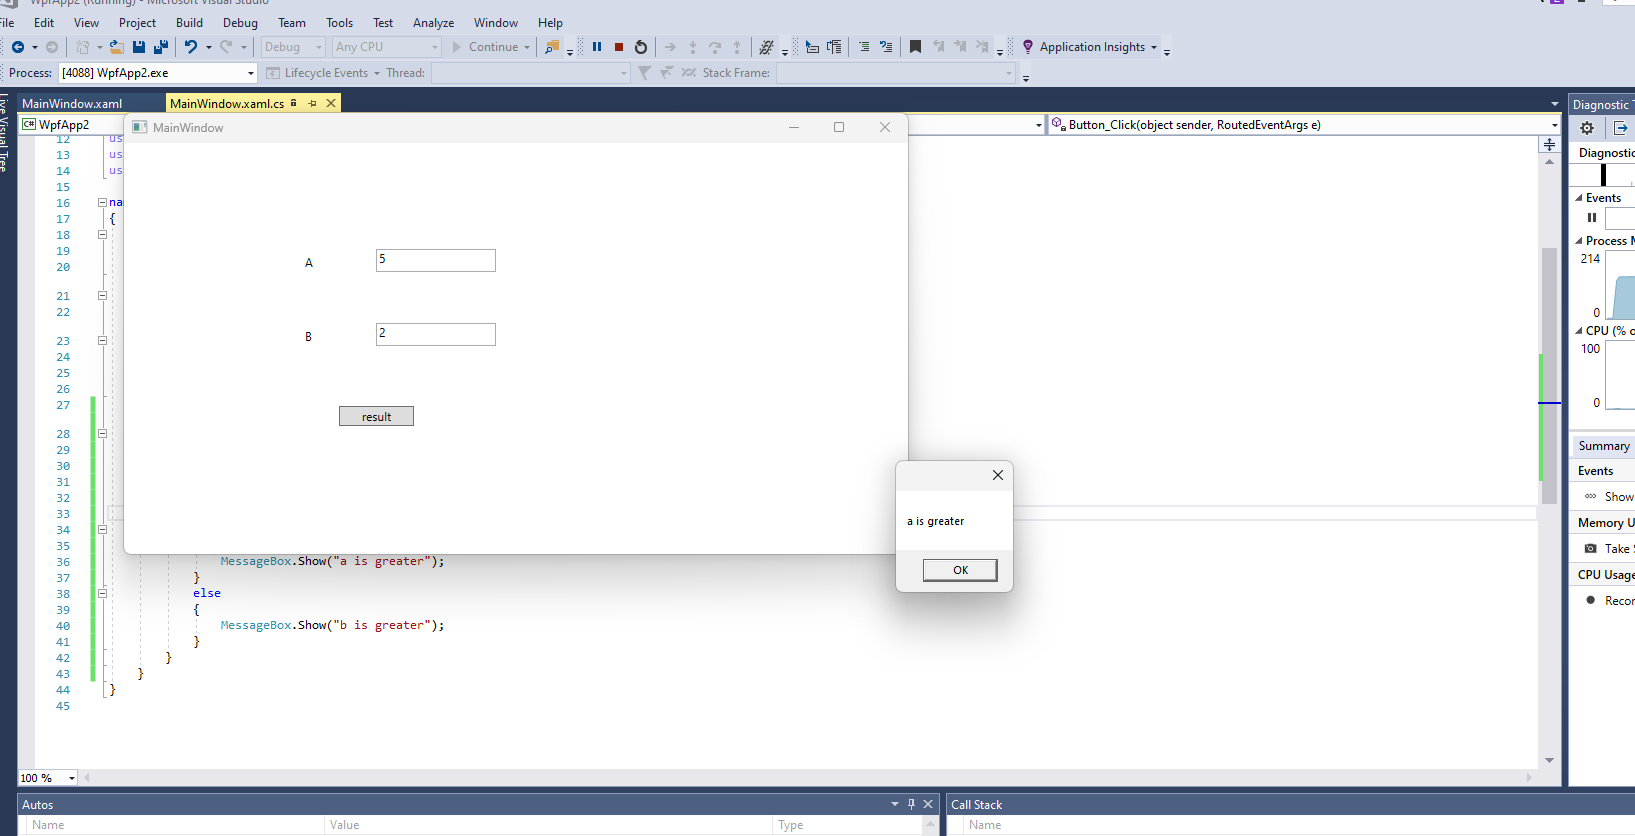 WpfApp2 (Running) - Microsoft Visual Studio
File Edit View Project Build Debug Team Tools Test Analyze Window Help
Debug Any CPU Continue Application Insights
Process: [4088] WpfApp2.exe Lifecycle Events Thread: Stack Frame:
Live Visual Tree
MainWindow.xaml MainWindow.xaml.cs
Diagnostic
C# WpfApp2
Button_Click(object sender, RoutedEventArgs e)
MainWindow
12 us
13 us
14 us
15
16 na
17 {
18
19
20
21
22
23
24
25
26
27
28
29
30
31
32
33
34
35
A 5
B 2
result
a is greater
OK
36 MessageBox.Show("a is greater");
37 }
38 else
39 {
40 MessageBox.Show("b is greater");
41 }
42 }
43 }
44 }
45
100 %
Diagnostic
Events
Process M
214
0
CPU (% o
100
0
Summary
Events
Show
Memory U
Take
CPU Usage
Recor
Autos
Name Value Type
Call Stack
Name